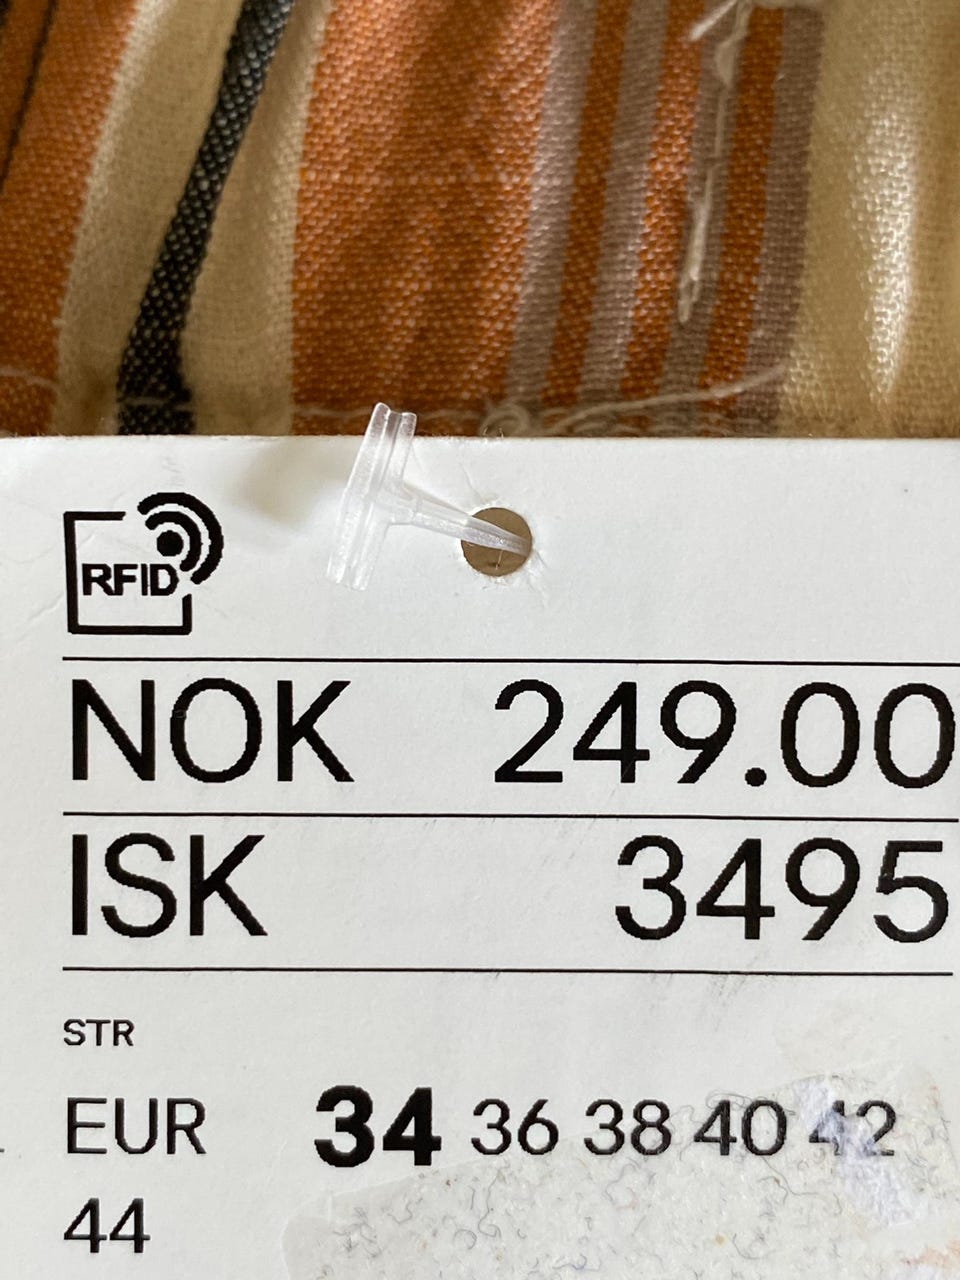 RFID
NOK 249.00
ISK 3495
STR
EUR 34 36 38 40 42
44